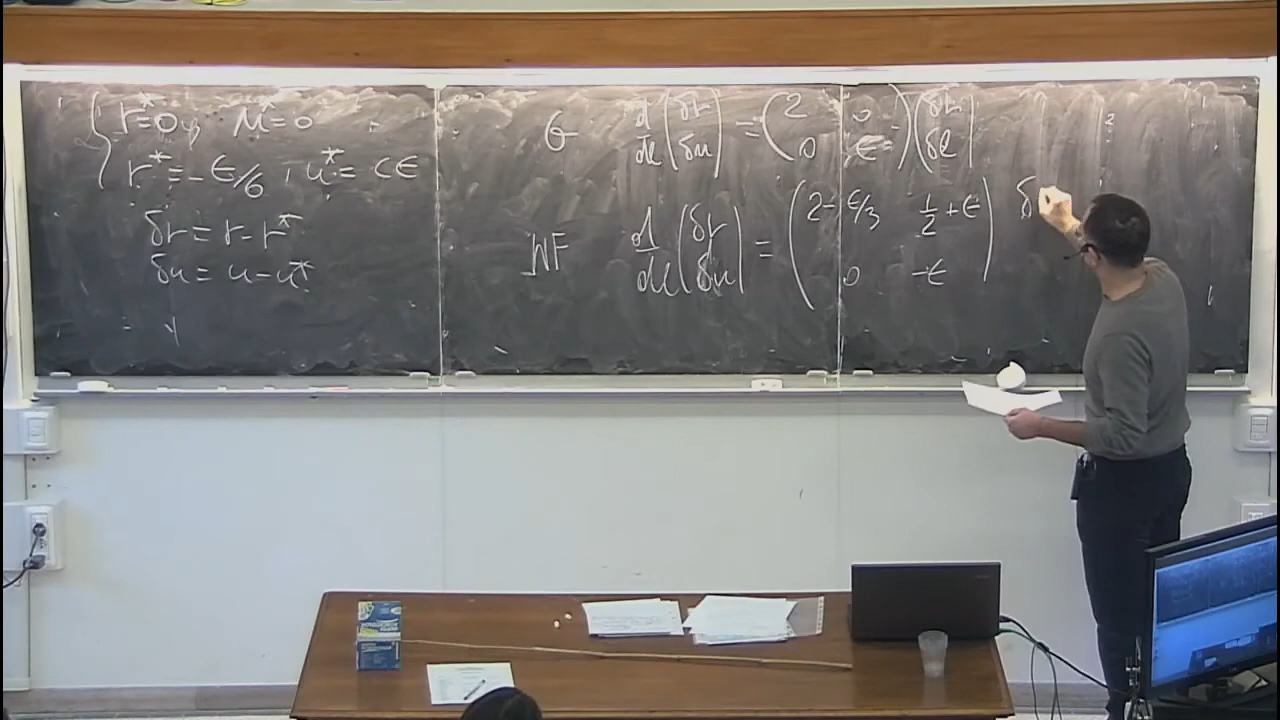 r*=0, u*=0
r*=-ϵ/6, u*= cϵ
δr= r-r*
δu= u-u*
G d/dl (δr δu) = (2 0 0 ϵ) (δr δl)
WF d/dl (δr δu) = (2-ϵ/3 1/2+ϵ 0 -ϵ) δ